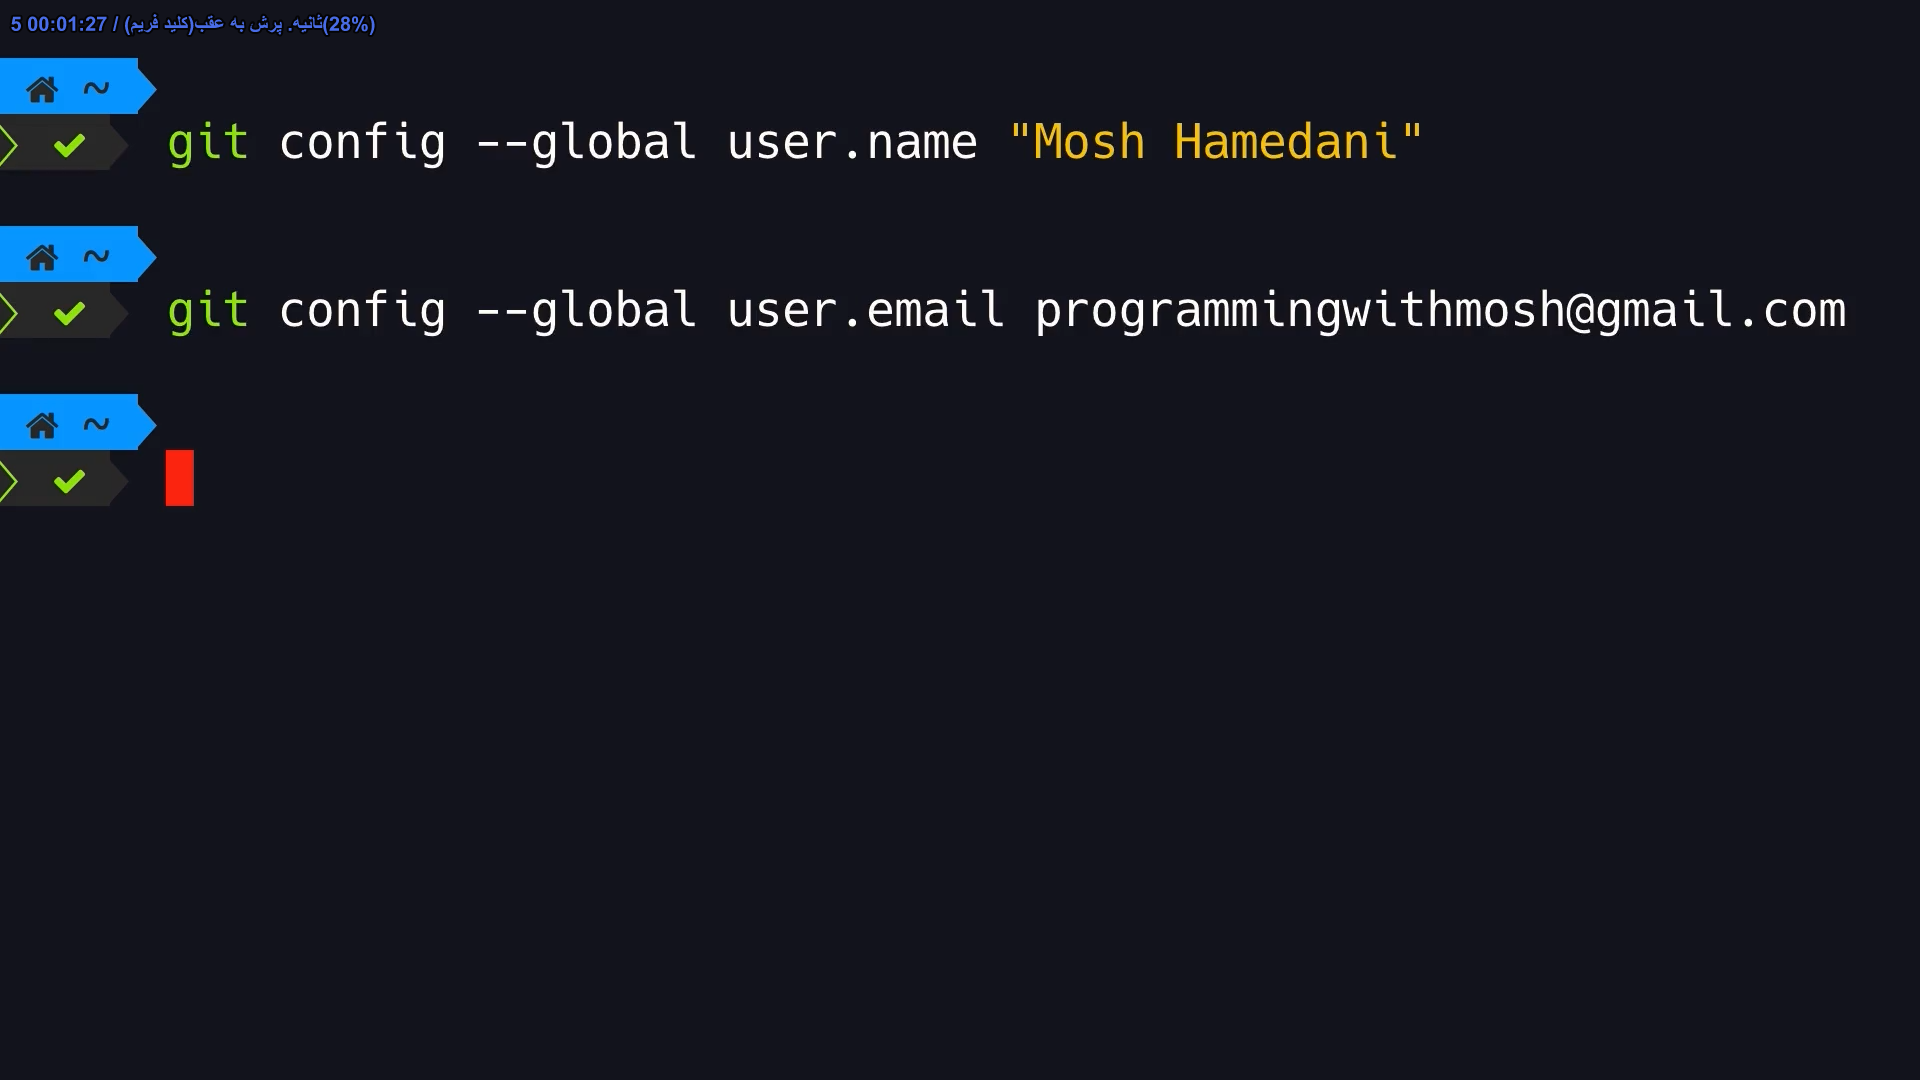 5 00:01:27 / ثانیه. پرش به عقب(کلید فریم)(28%)
~
git config --global user.name "Mosh Hamedani"
~
git config --global user.email programmingwithmosh@gmail.com
~